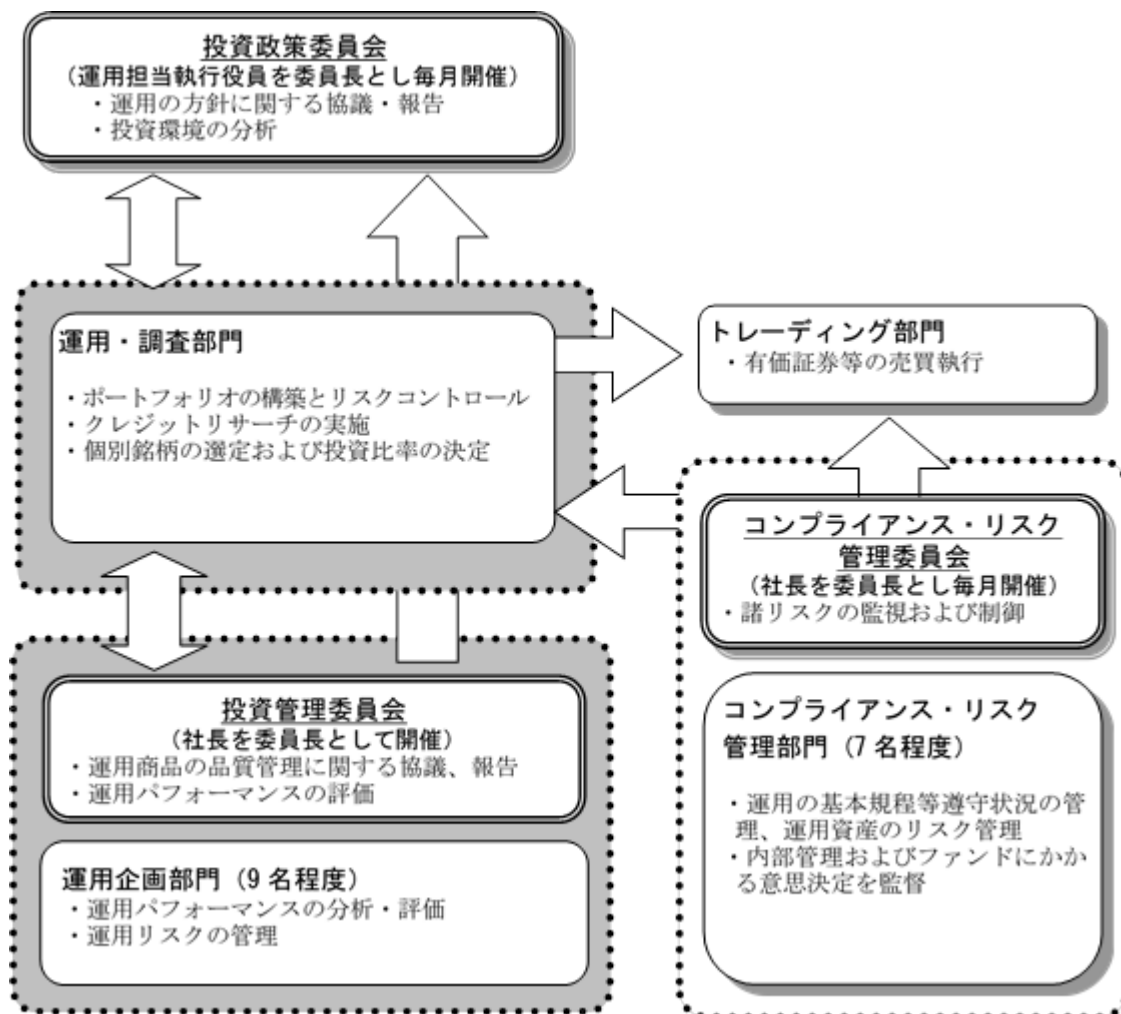 投資政策委員会
(運用担当執行役員を委員長とし毎月開催)
・運用の方針に関する協議・報告
・投資環境の分析
運用・調査部門
・ポートフォリオの構築とリスクコントロール
・クレジットリサーチの実施
・個別銘柄の選定および投資比率の決定
トレーディング部門
・有価証券等の売買執行
コンプライアンス・リスク
管理委員会
(社長を委員長とし毎月開催)
・諸リスクの監視および制御
投資管理委員会
(社長を委員長として開催)
・運用商品の品質管理に関する協議、報告
・運用パフォーマンスの評価
運用企画部門（9 名程度）
・運用パフォーマンスの分析・評価
・運用リスクの管理
コンプライアンス・リスク
管理部門（7 名程度）
・運用の基本規程等遵守状況の管
理、運用資産のリスク管理
・内部管理およびファンドにかか
る意思決定を監督